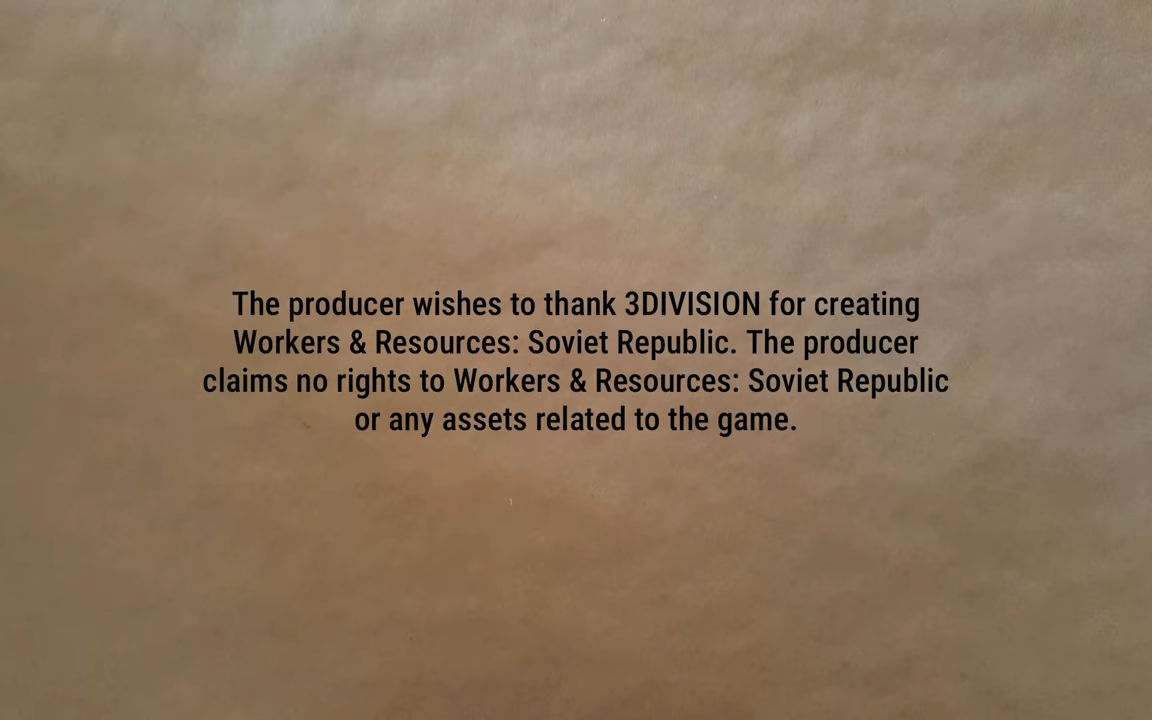 The producer wishes to thank 3DIVISION for creating
Workers & Resources: Soviet Republic. The producer
claims no rights to Workers & Resources: Soviet Republic
or any assets related to the game.